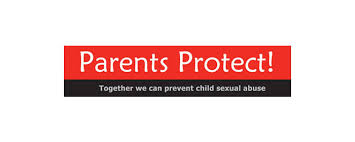 Parents Protect!
Together we can prevent child sexual abuse